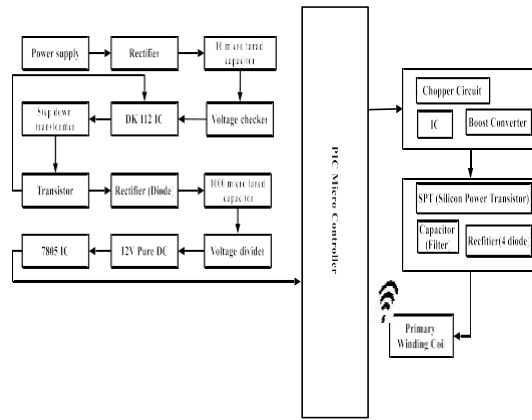 Power supply
Rectifier
10 micro farad
capacitor
Step down
transformer
DK 112 IC
Voltage checker
Transistor
Rectifier (Diode)
1000 micro farad
capacitor
7805 IC
12V Pure DC
Voltage divider
PIC Micro Controller
Chopper Circuit
IC
Boost Converter
SPT (Silicon Power Transistor)
Capacitor
(Filter)
Rectfitier(4 diode)
Primary
Winding Coil